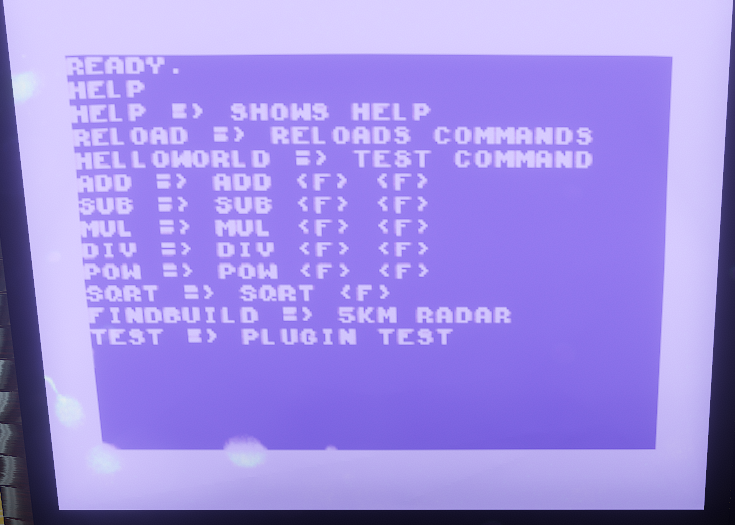 READY.
HELP
HELP => SHOWS HELP
RELOAD => RELOADS COMMANDS
HELLOWORLD => TEST COMMAND
ADD => ADD <F> <F>
SUB => SUB <F> <F>
MUL => MUL <F> <F>
DIV => DIV <F> <F>
POW => POW <F> <F>
SQRT => SQRT <F>
FINDBUILD => 5KM RADAR
TEST => PLUGIN TEST